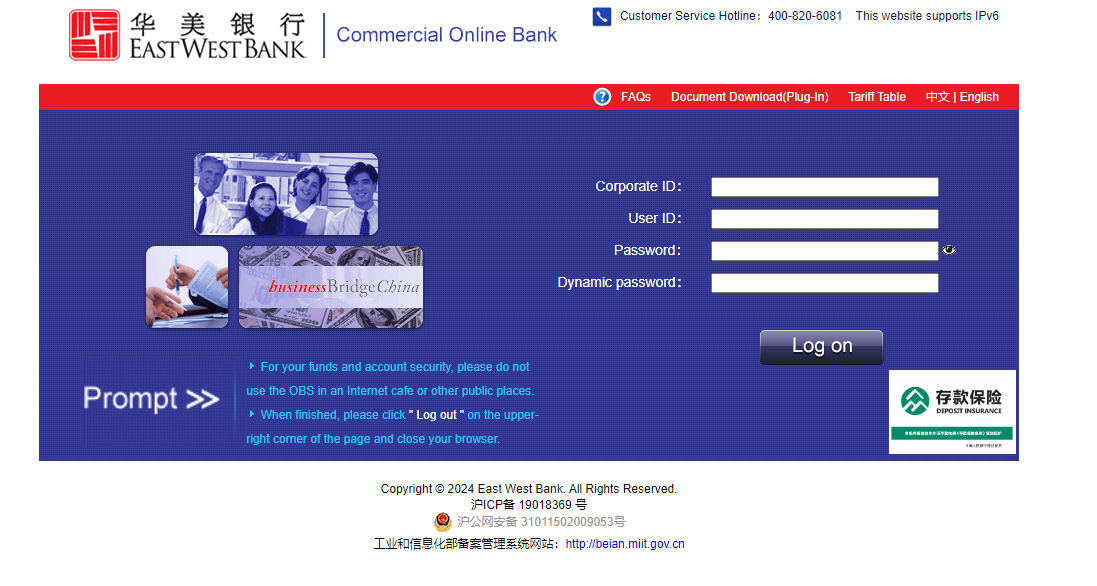 华美银行
EAST WEST BANK
Commercial Online Bank
Customer Service Hotline：400-820-6081 This website supports IPv6
? FAQs Document Download(Plug-In) Tariff Table 中文 | English
Corporate ID：
User ID：
Password：
Dynamic password：
businessBridgeChina
Log on
Prompt >>
For your funds and account security, please do not
use the OBS in an Internet cafe or other public places.
When finished, please click " Log out " on the upper-
right corner of the page and close your browser.
存款保险
DEPOSIT INSURANCE
Copyright © 2024 East West Bank. All Rights Reserved.
沪ICP备 19018369 号
沪公网安备 31011502009053号
工业和信息化部备案管理系统网站：http://beian.miit.gov.cn